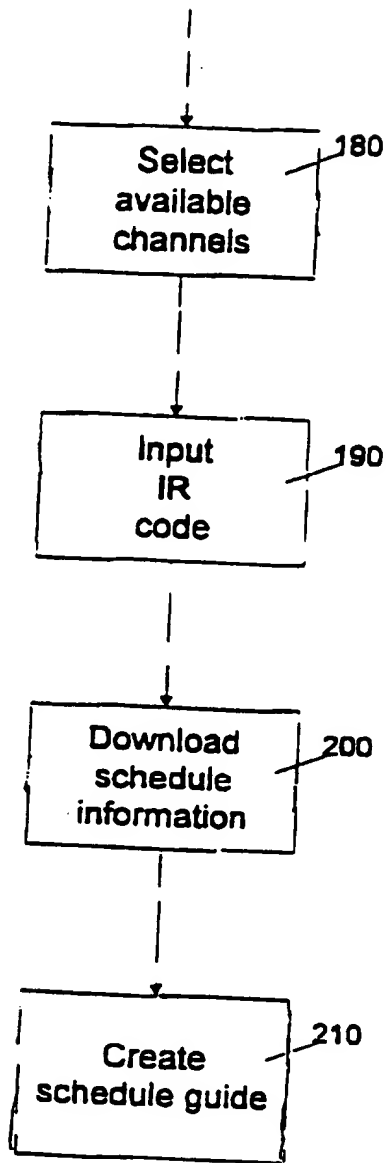 180
Select
available
channels
190
Input
IR
code
200
Download
schedule
information
210
Create
schedule guide